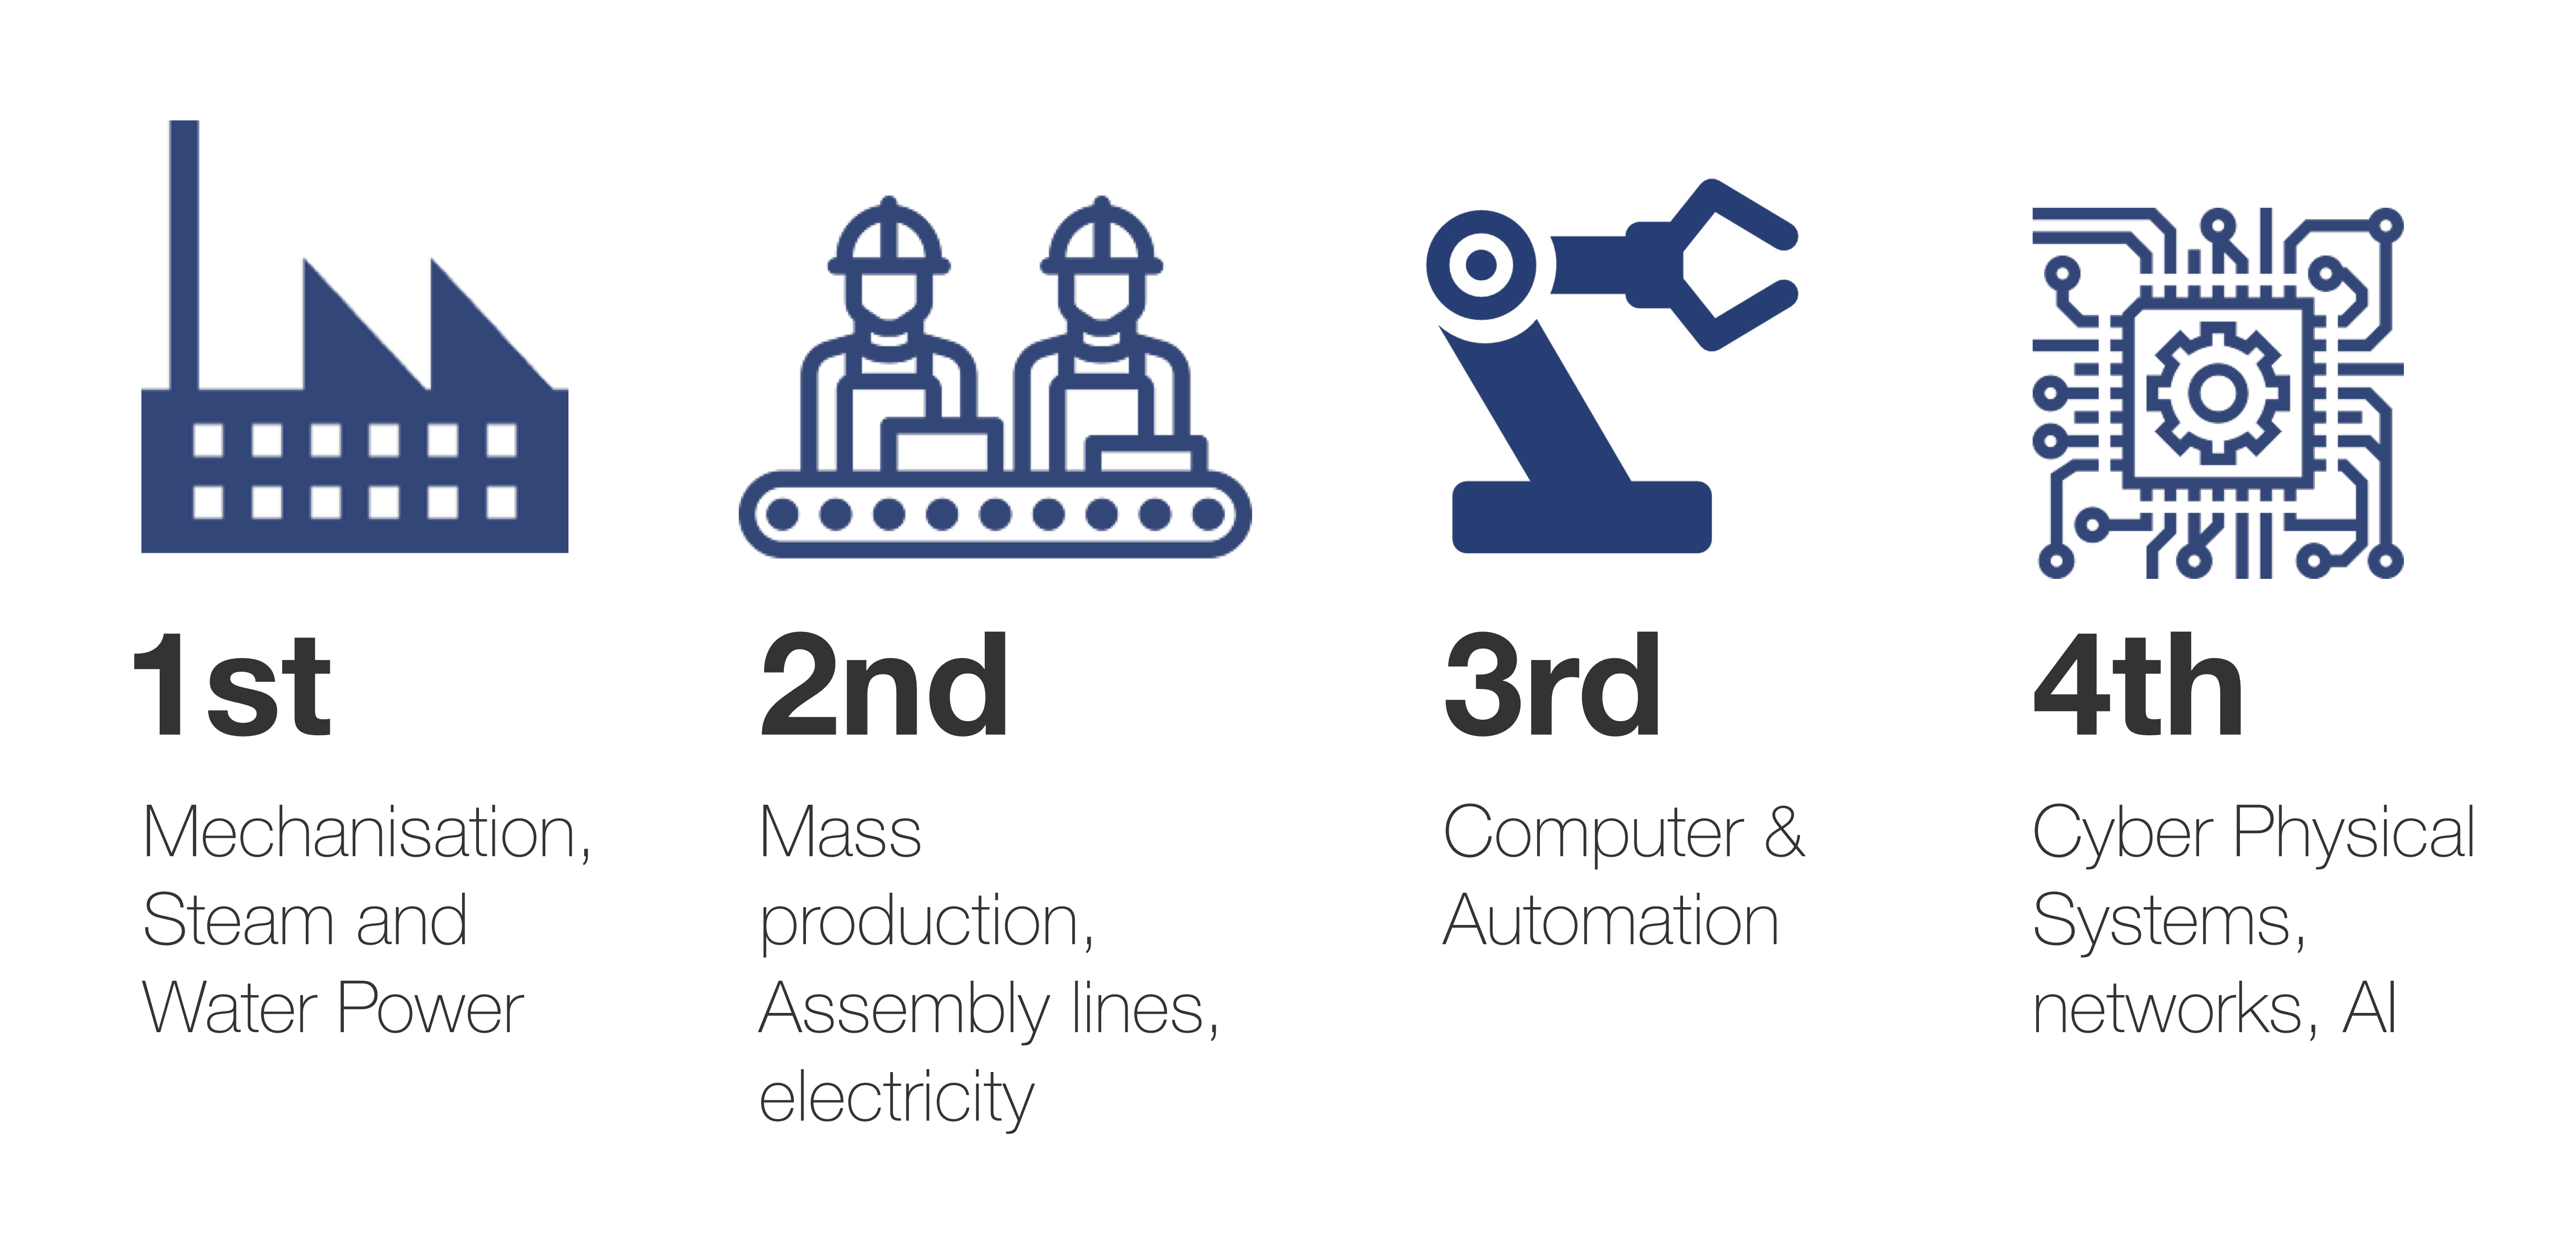 1st
Mechanisation,
Steam and
Water Power
2nd
Mass
production,
Assembly lines,
electricity
3rd
Computer &
Automation
4th
Cyber Physical
Systems,
networks, AI